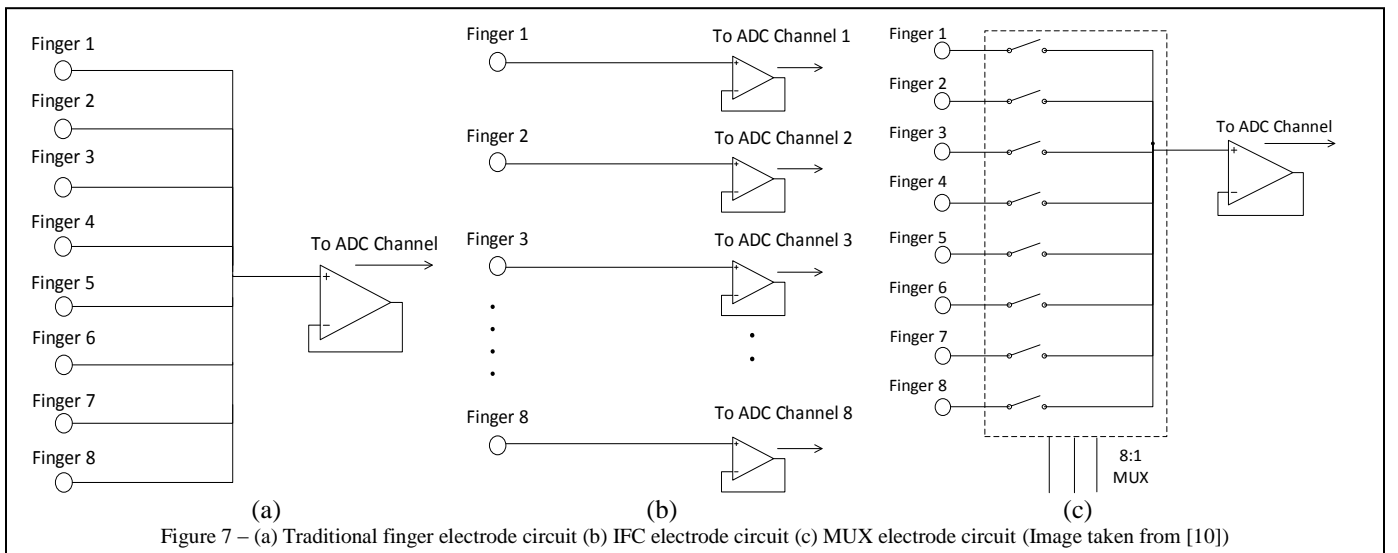 Finger 1
Finger 2
Finger 3
Finger 4
Finger 5
Finger 6
Finger 7
Finger 8
To ADC Channel
(a)
Finger 1
To ADC Channel 1
Finger 2
To ADC Channel 2
Finger 3
To ADC Channel 3
Finger 8
To ADC Channel 8
(b)
Finger 1
Finger 2
Finger 3
Finger 4
Finger 5
Finger 6
Finger 7
Finger 8
To ADC Channel
8:1
MUX
(c)
Figure 7 – (a) Traditional finger electrode circuit (b) IFC electrode circuit (c) MUX electrode circuit (Image taken from [10])